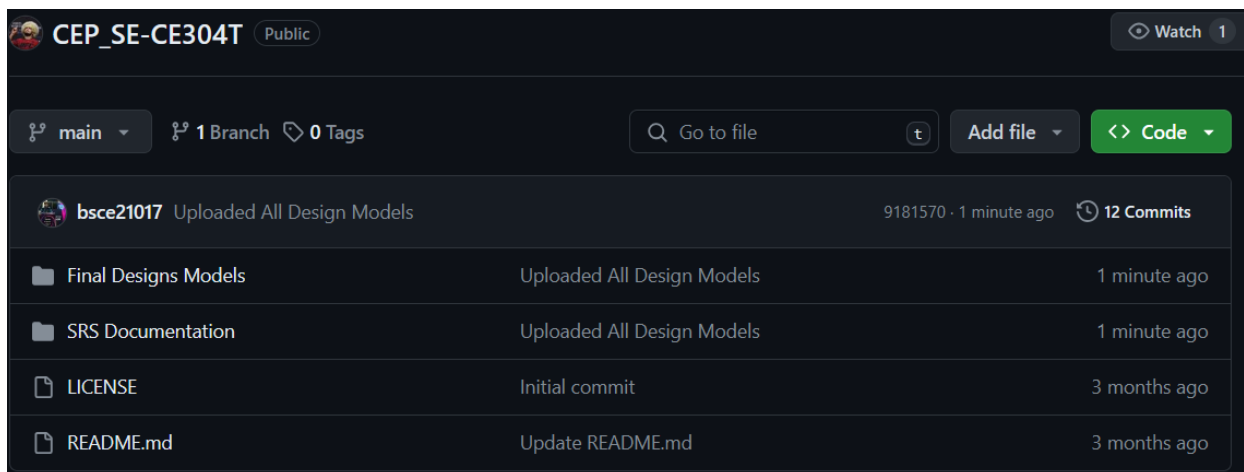 CEP_SE-CE304T Public Watch 1
main 1 Branch 0 Tags Go to file t Add file Code
bsce21017 Uploaded All Design Models 9181570 · 1 minute ago 12 Commits
Final Designs Models Uploaded All Design Models 1 minute ago
SRS Documentation Uploaded All Design Models 1 minute ago
LICENSE Initial commit 3 months ago
README.md Update README.md 3 months ago